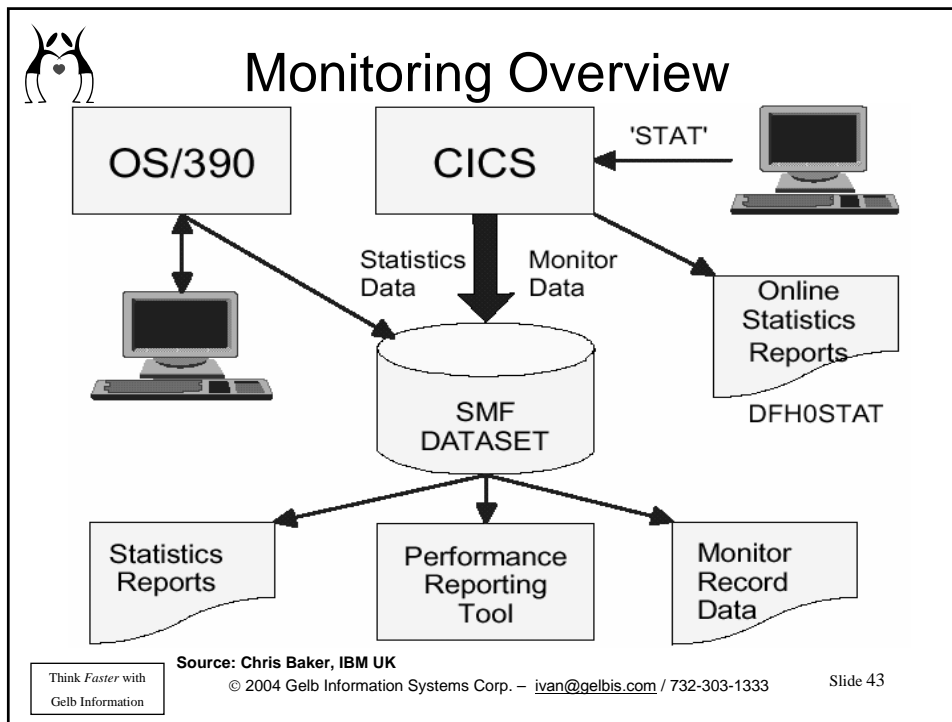 Monitoring Overview
OS/390
CICS
'STAT'
Statistics
Data
Monitor
Data
Online
Statistics
Reports
DFH0STAT
SMF
DATASET
Statistics
Reports
Performance
Reporting
Tool
Monitor
Record
Data
Source: Chris Baker, IBM UK
Think Faster with
Gelb Information
© 2004 Gelb Information Systems Corp. – ivan@gelbis.com / 732-303-1333
Slide 43